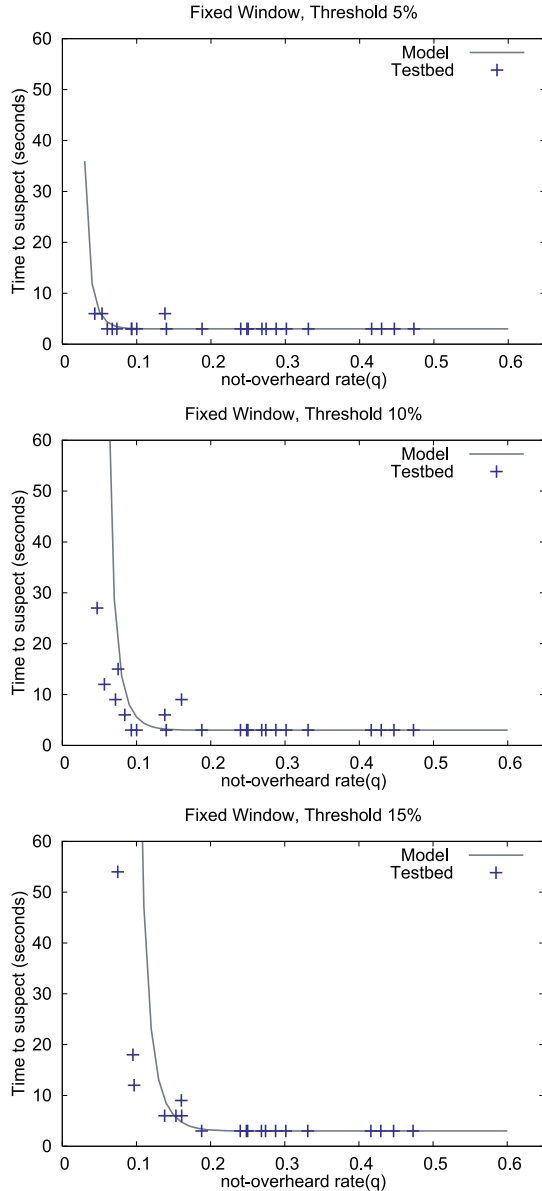 Fixed Window, Threshold 5%
60
50
40
30
20
10
0
Time to suspect (seconds)
Model
Testbed
0 0.1 0.2 0.3 0.4 0.5 0.6
not-overheard rate(q)
Fixed Window, Threshold 10%
60
50
40
30
20
10
0
Time to suspect (seconds)
Model
Testbed
0 0.1 0.2 0.3 0.4 0.5 0.6
not-overheard rate(q)
Fixed Window, Threshold 15%
60
50
40
30
20
10
0
Time to suspect (seconds)
Model
Testbed
0 0.1 0.2 0.3 0.4 0.5 0.6
not-overheard rate(q)